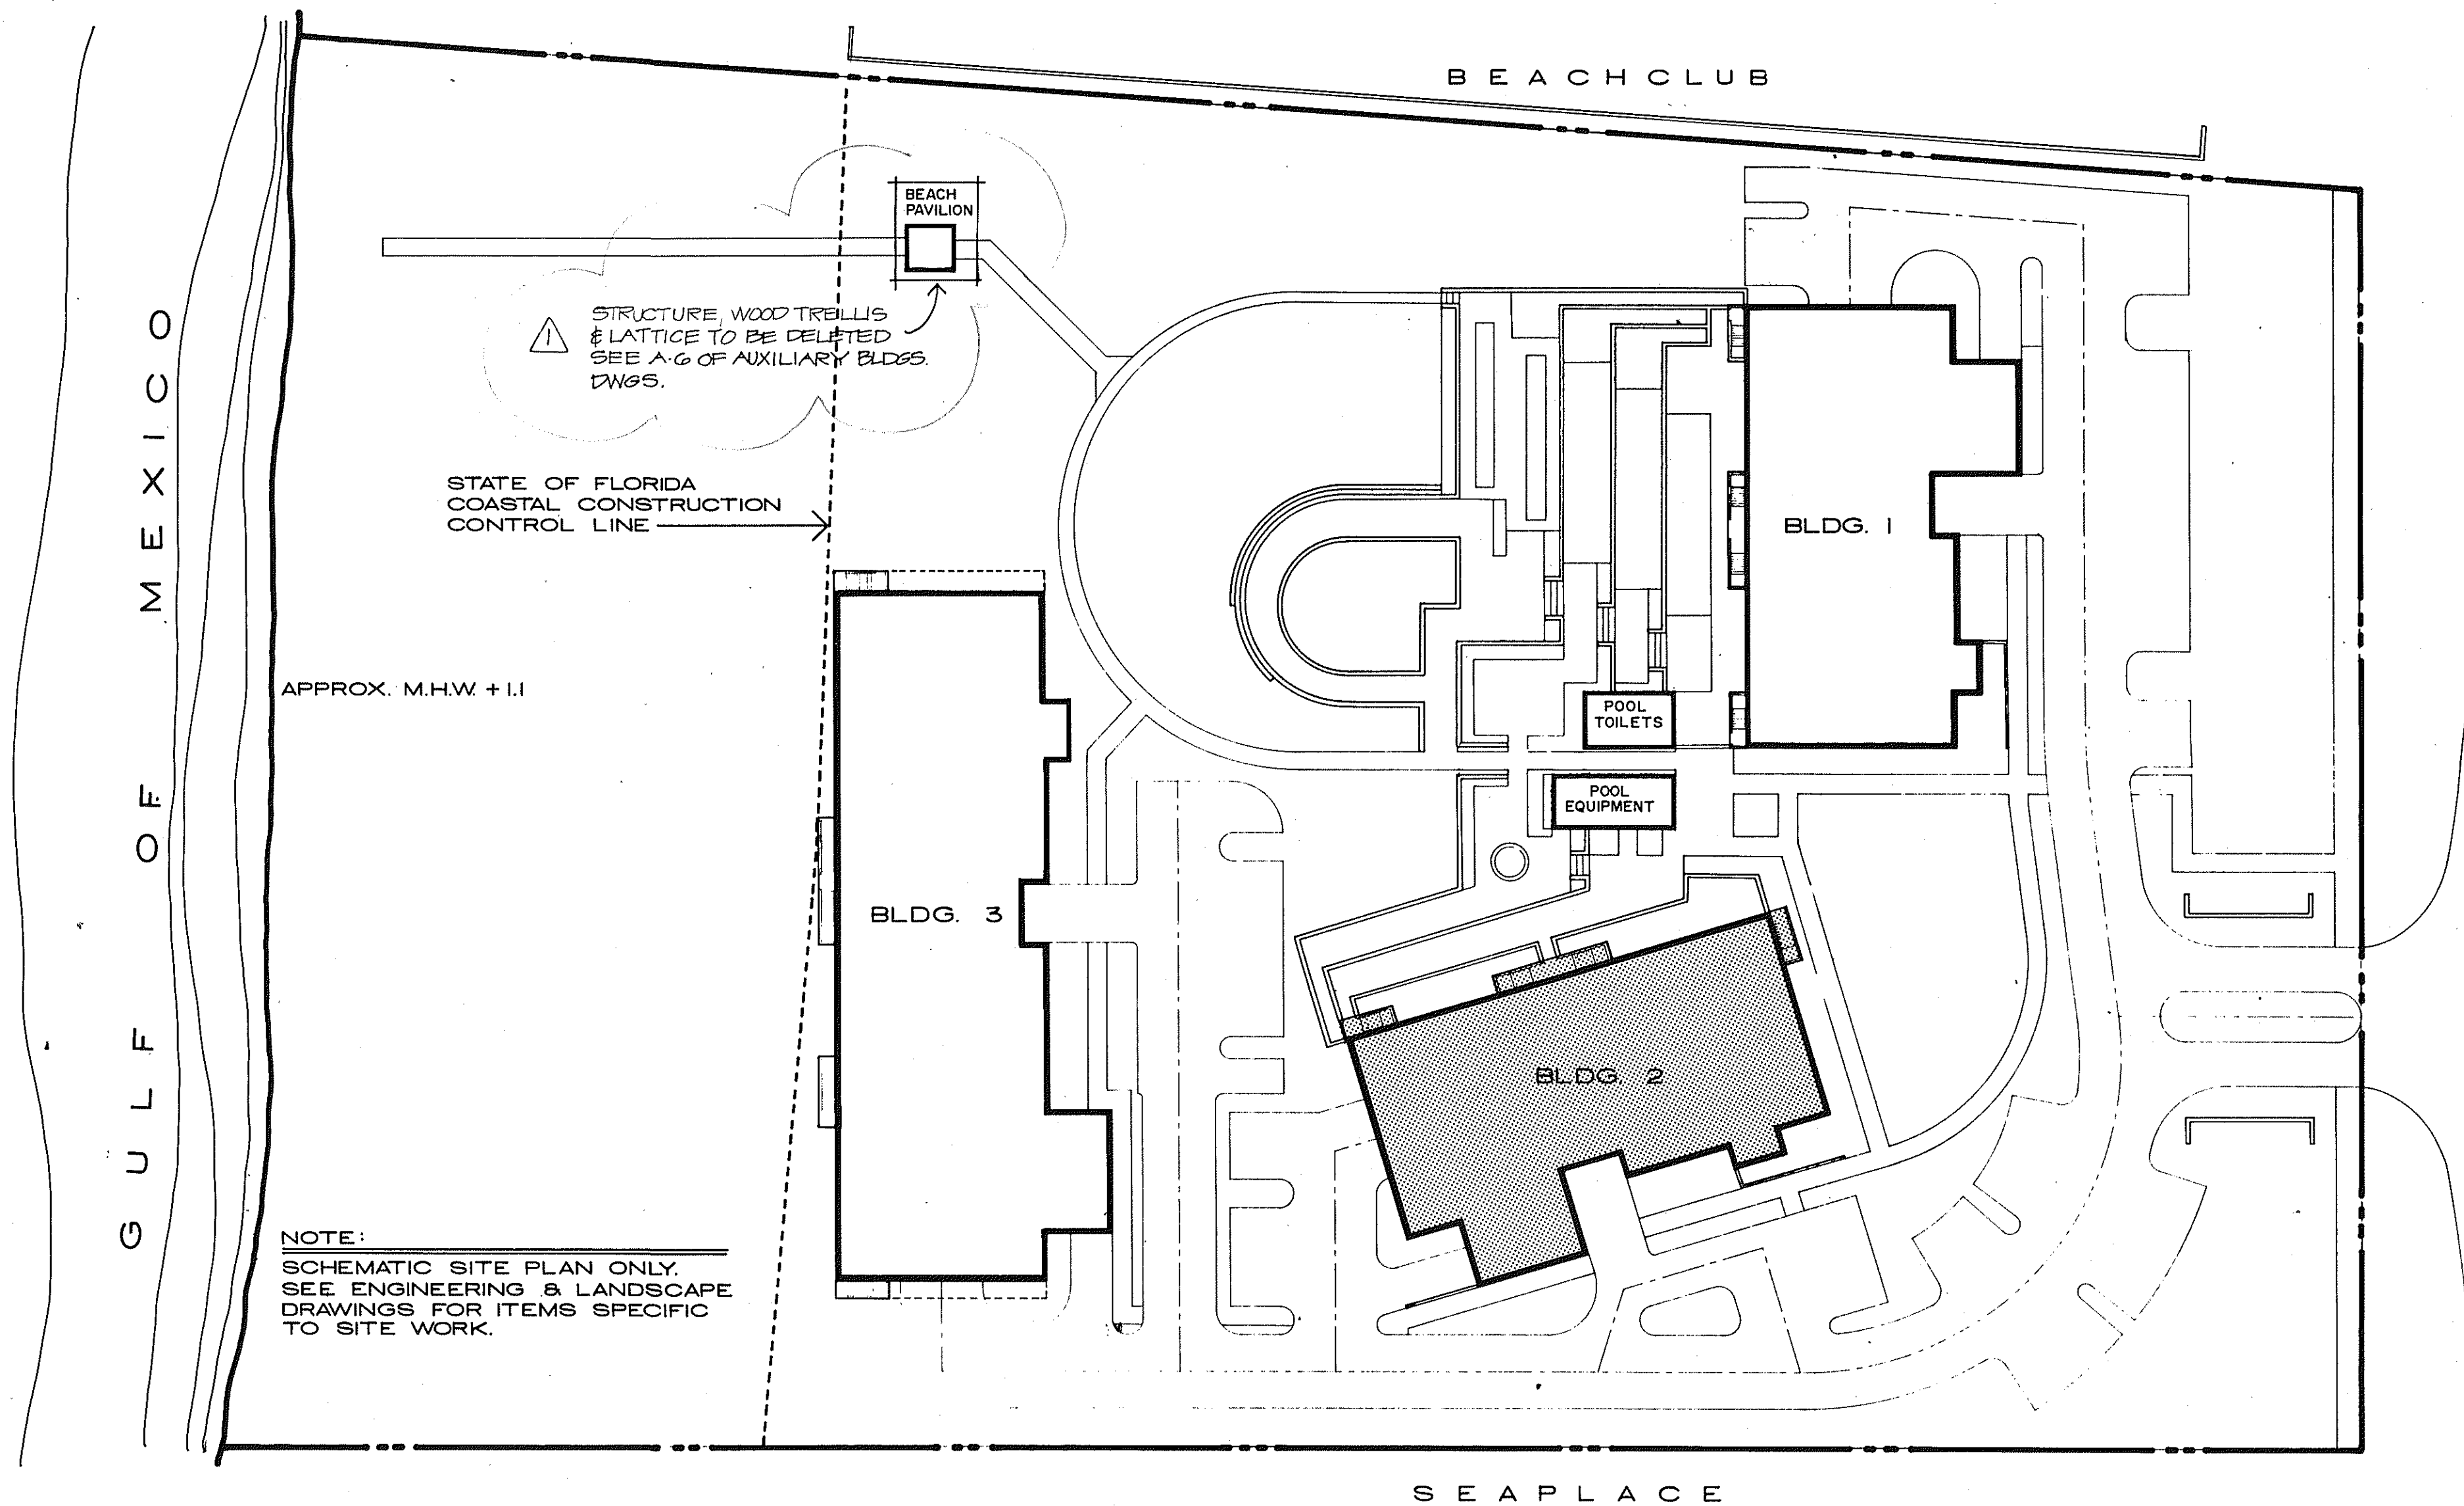 BEACHCLUB
BEACH
PAVILION
1
STRUCTURE, WOOD TRELLIS
& LATTICE TO BE DELETED
SEE A-6 OF AUXILIARY BLDGS.
DWGS.
STATE OF FLORIDA
COASTAL CONSTRUCTION
CONTROL LINE
GULF OF MEXICO
APPROX. M.H.W. +1.1
BLDG. 1
POOL
TOILETS
POOL
EQUIPMENT
BLDG. 3
BLDG. 2
NOTE:
SCHEMATIC SITE PLAN ONLY.
SEE ENGINEERING & LANDSCAPE
DRAWINGS FOR ITEMS SPECIFIC
TO SITE WORK.
SEAPLACE